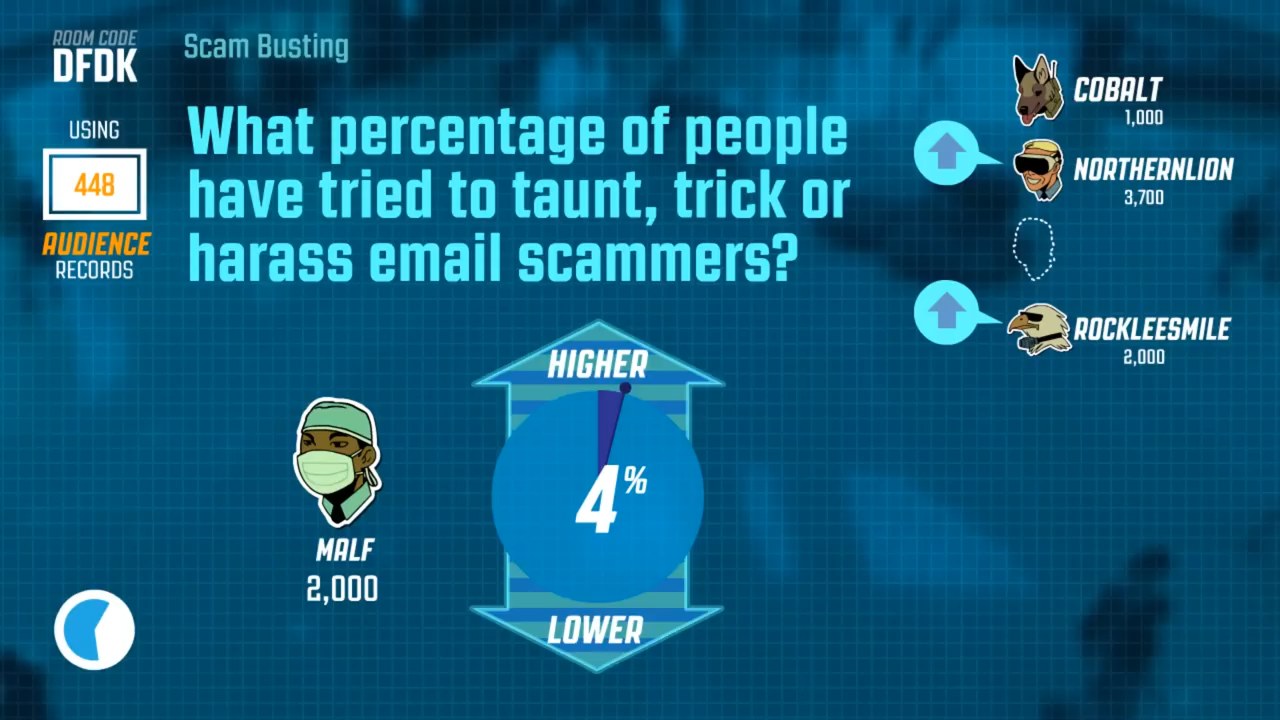 ROOM CODE
DFDK
Scam Busting
USING
448
AUDIENCE
RECORDS
What percentage of people
have tried to taunt, trick or
harass email scammers?
COBALT
1,000
NORTHERNLION
3,700
ROCKLEESMILE
2,000
HIGHER
4%
LOWER
MALF
2,000